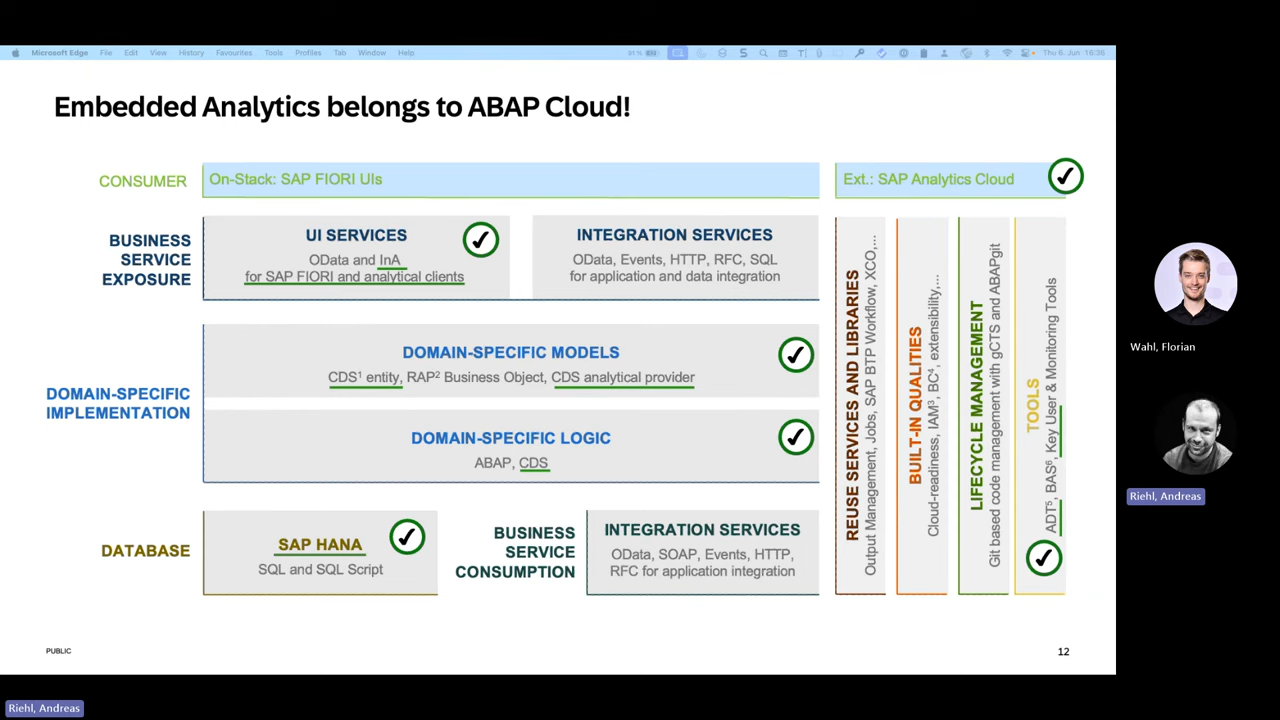 Microsoft Edge File Edit View History Favourites Tools Profiles Tab Window Help 91 % Thu 6. Jun 16:36
Embedded Analytics belongs to ABAP Cloud!
CONSUMER
On-Stack: SAP FIORI UIs
Ext.: SAP Analytics Cloud
BUSINESS
SERVICE
EXPOSURE
UI SERVICES
OData and InA
for SAP FIORI and analytical clients
INTEGRATION SERVICES
OData, Events, HTTP, RFC, SQL
for application and data integration
DOMAIN-SPECIFIC
IMPLEMENTATION
DOMAIN-SPECIFIC MODELS
CDS¹ entity, RAP² Business Object, CDS analytical provider
DOMAIN-SPECIFIC LOGIC
ABAP, CDS
DATABASE
SAP HANA
SQL and SQL Script
BUSINESS
SERVICE
CONSUMPTION
INTEGRATION SERVICES
OData, SOAP, Events, HTTP,
RFC for application integration
REUSE SERVICES AND LIBRARIES
Output Management, Jobs, SAP BTP Workflow, XCO,...
BUILT-IN QUALITIES
Cloud-readiness, IAM³, BC⁴, extensibility,...
LIFECYCLE MANAGEMENT
Git based code management with gCTS and ABAPgit
TOOLS
ADT⁵, BAS⁶, Key User & Monitoring Tools
PUBLIC
12
Wahl, Florian
Riehl, Andreas
Riehl, Andreas